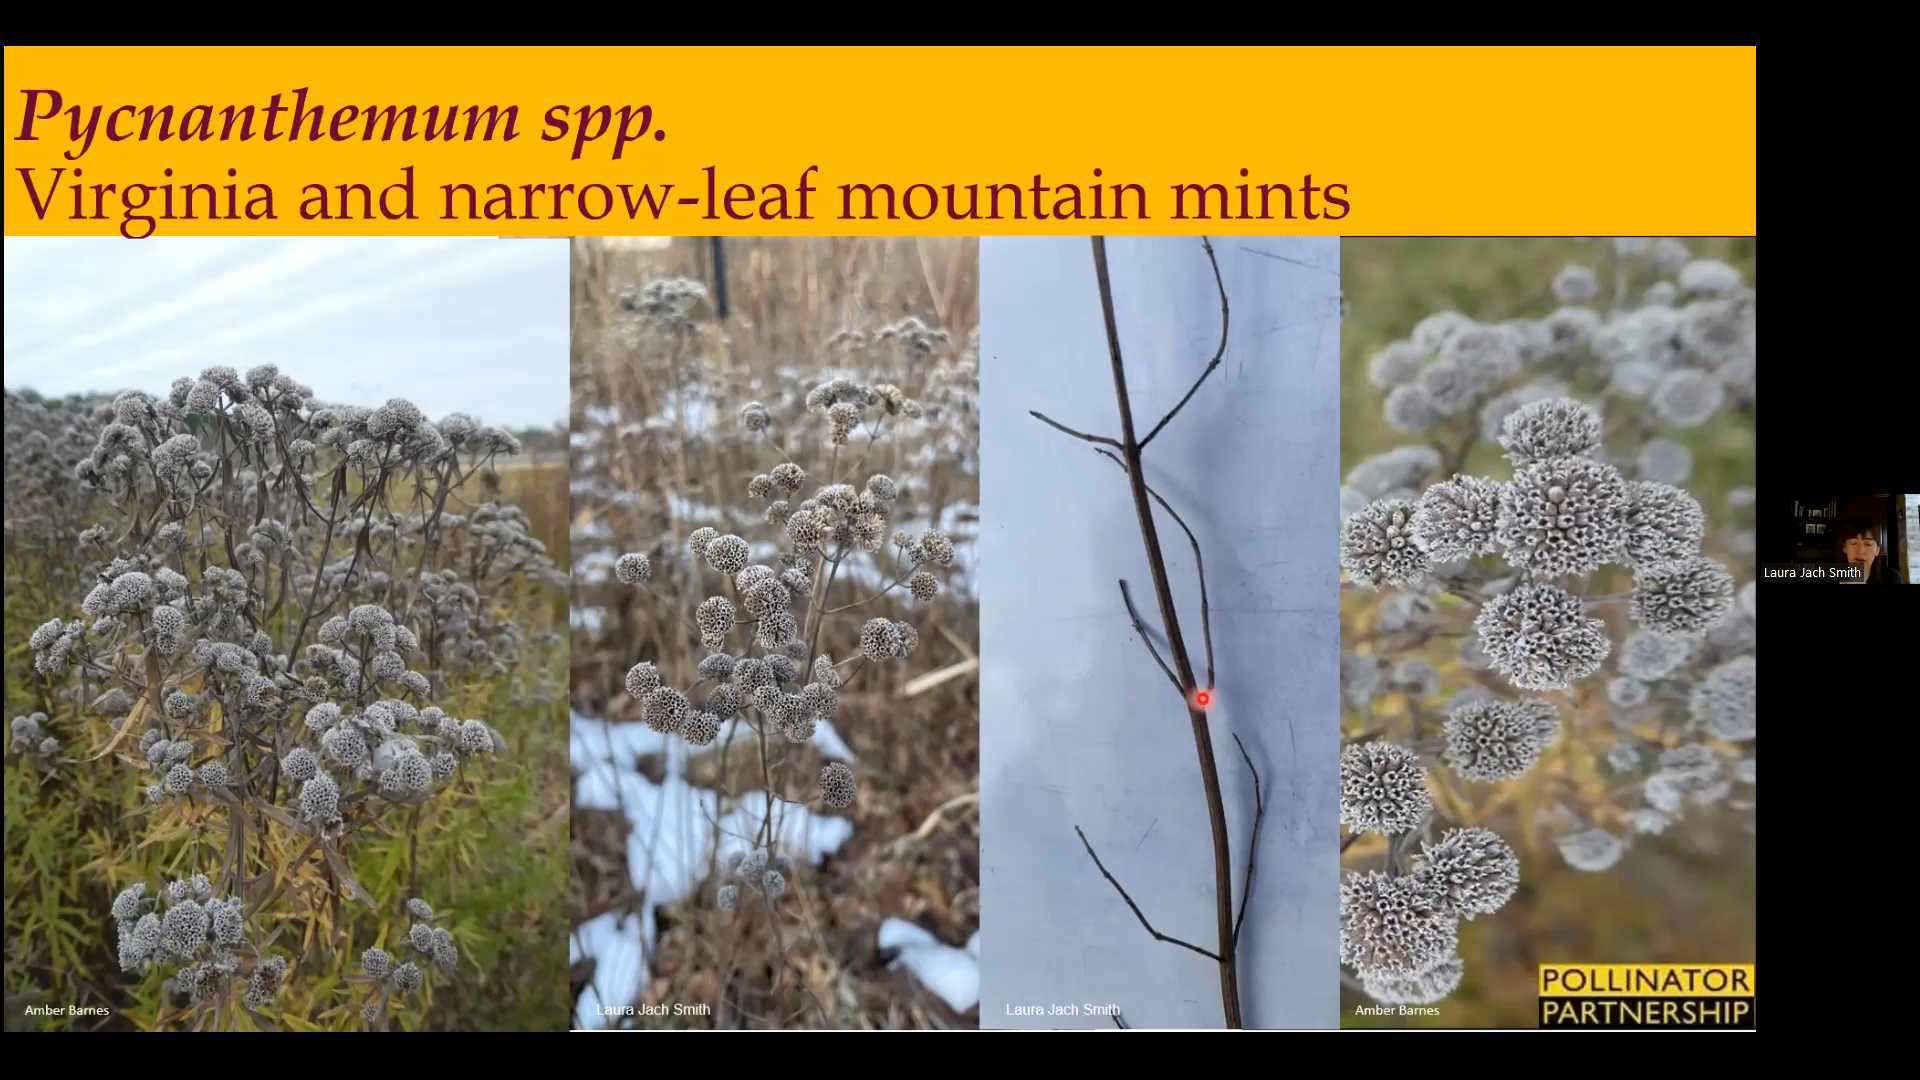 Pycnanthemum spp.
Virginia and narrow-leaf mountain mints
Laura Jach Smith
Amber Barnes
Laura Jach Smith
Laura Jach Smith
Amber Barnes
POLLINATOR
PARTNERSHIP